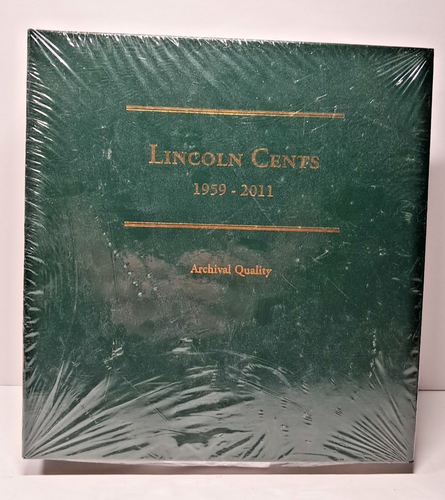 Lincoln Cents
1959 - 2011
Archival Quality